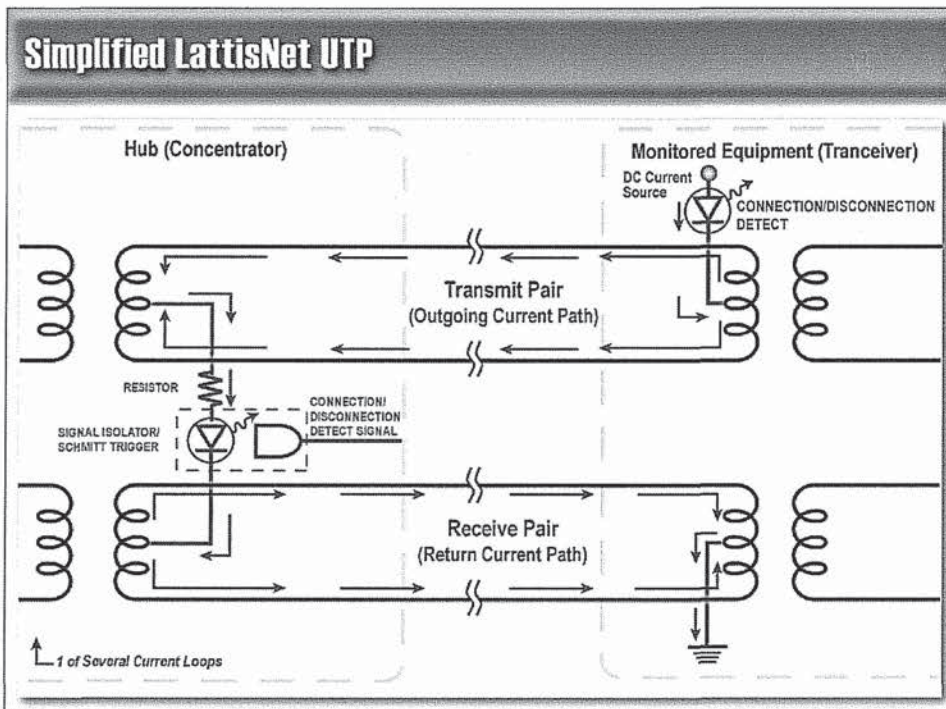 Simplified LattisNet UTP
Hub (Concentrator)
Monitored Equipment (Tranceiver)
DC Current
Source
CONNECTION/DISCONNECTION
DETECT
Transmit Pair
(Outgoing Current Path)
RESISTOR
CONNECTION/
DISCONNECTION
DETECT SIGNAL
SIGNAL ISOLATOR/
SCHMITT TRIGGER
Receive Pair
(Return Current Path)
1 of Several Current Loops